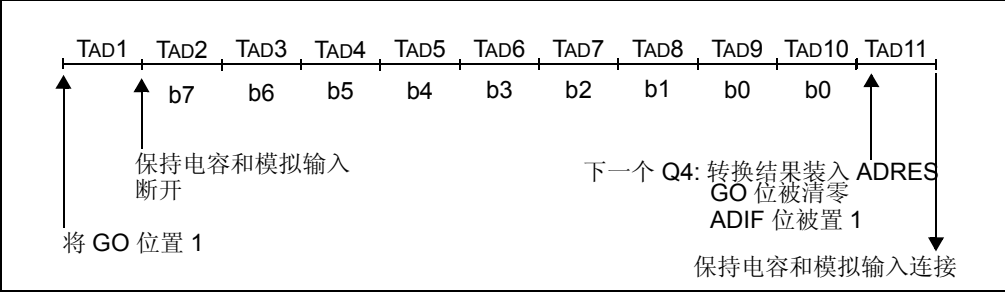 TAD1 TAD2 TAD3 TAD4 TAD5 TAD6 TAD7 TAD8 TAD9 TAD10 TAD11
b7 b6 b5 b4 b3 b2 b1 b0 b0
保持电容和模拟输入
断开
下一个 Q4: 转换结果装入 ADRES
GO 位被清零
ADIF 位被置 1
将 GO 位置 1
保持电容和模拟输入连接